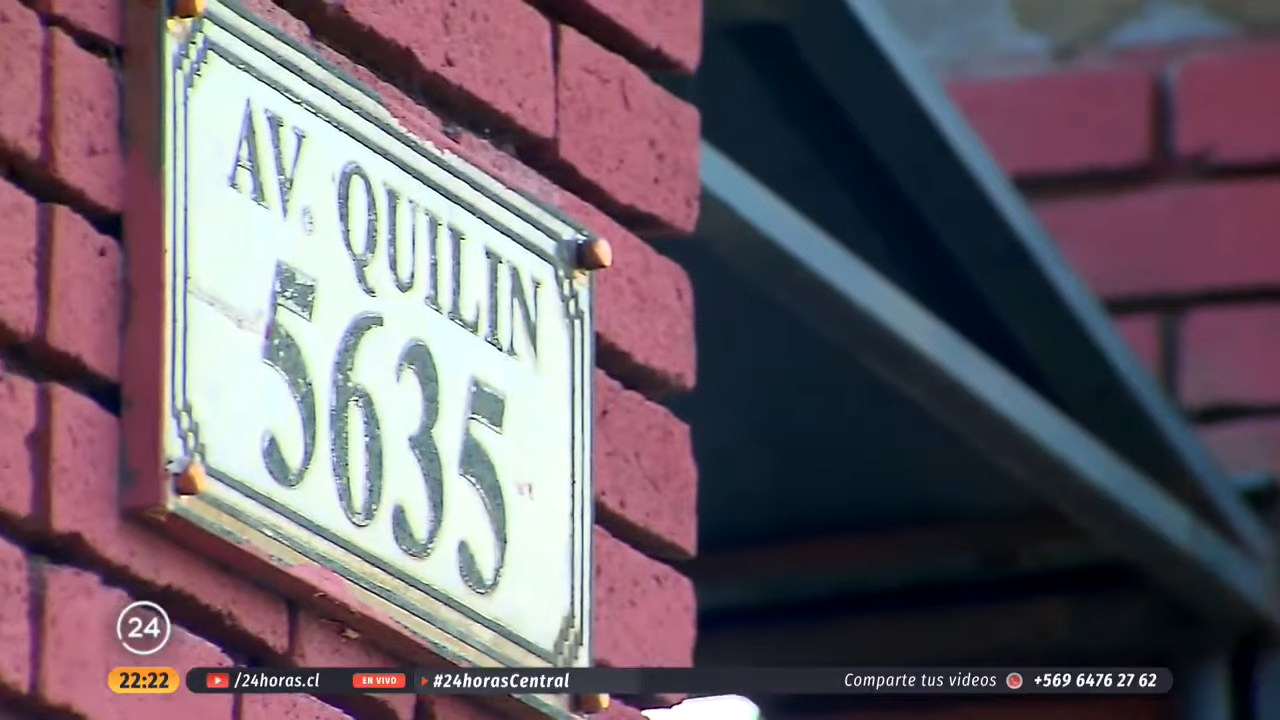 AV. QUILIN
5635
24
22:22 /24horas.cl EN VIVO #24horasCentral Comparte tus videos +569 6476 27 62